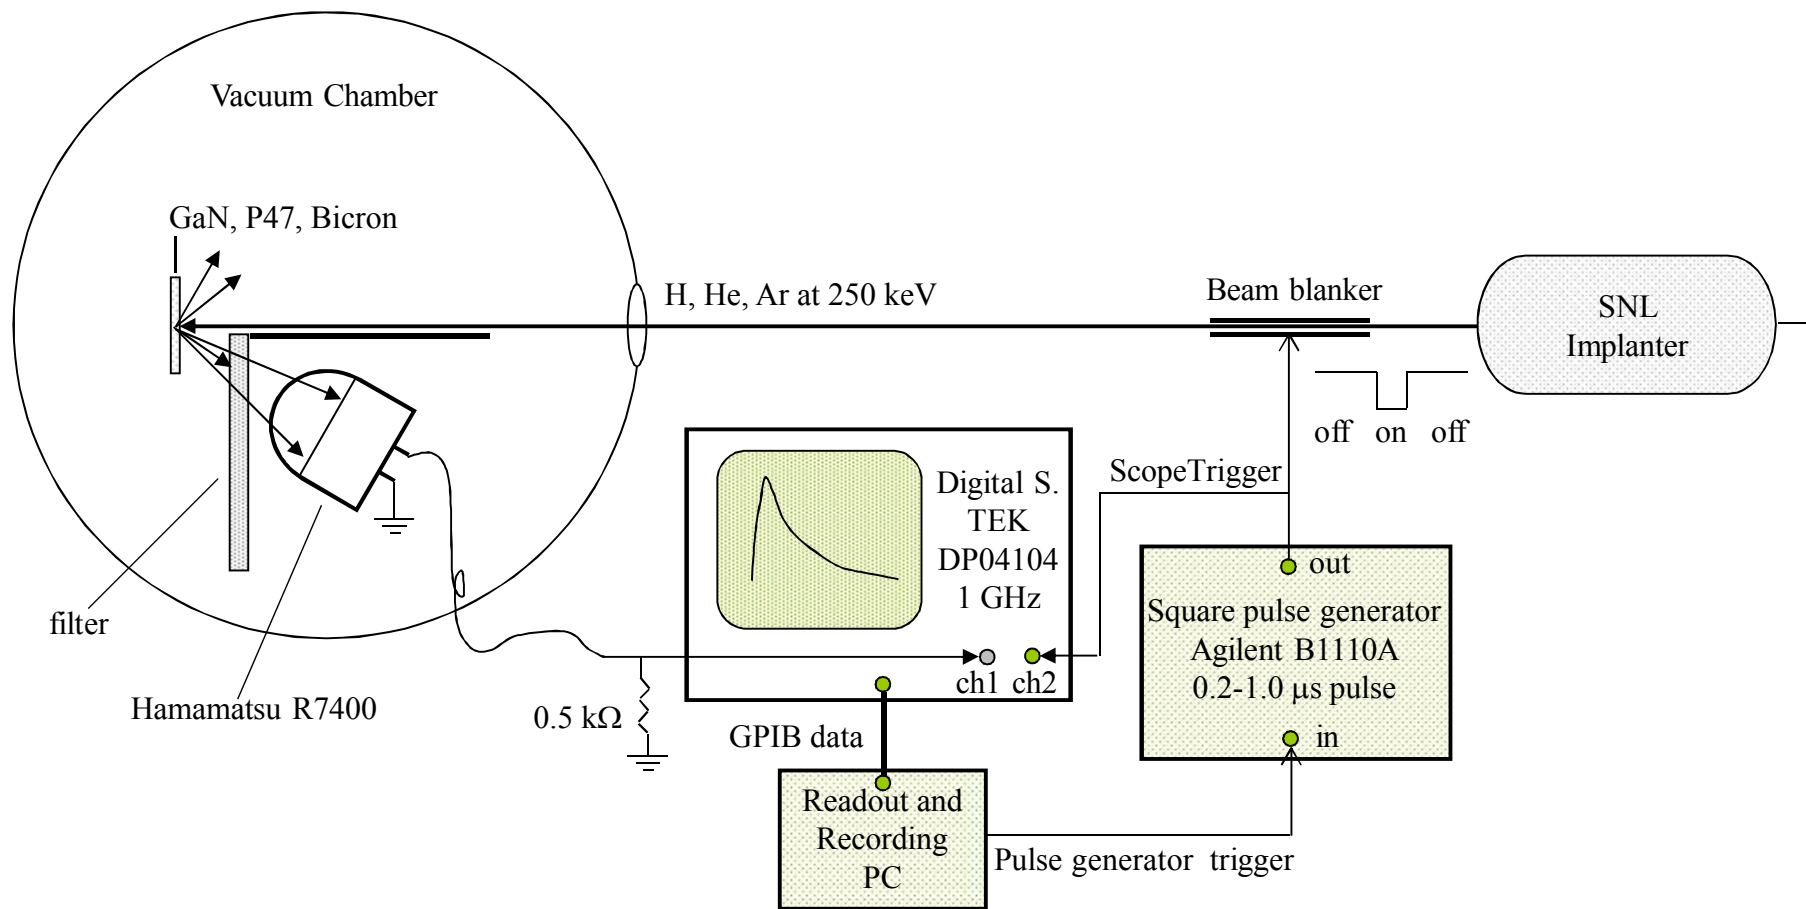 Vacuum Chamber
GaN, P47, Bicron
H, He, Ar at 250 keV
Beam blanker
SNL
Implanter
off on off
ScopeTrigger
Digital S.
TEK
DP04104
1 GHz
ch1 ch2
out
Square pulse generator
Agilent B1110A
0.2-1.0 μs pulse
in
filter
Hamamatsu R7400
0.5 kΩ
GPIB data
Readout and
Recording
PC
Pulse generator trigger